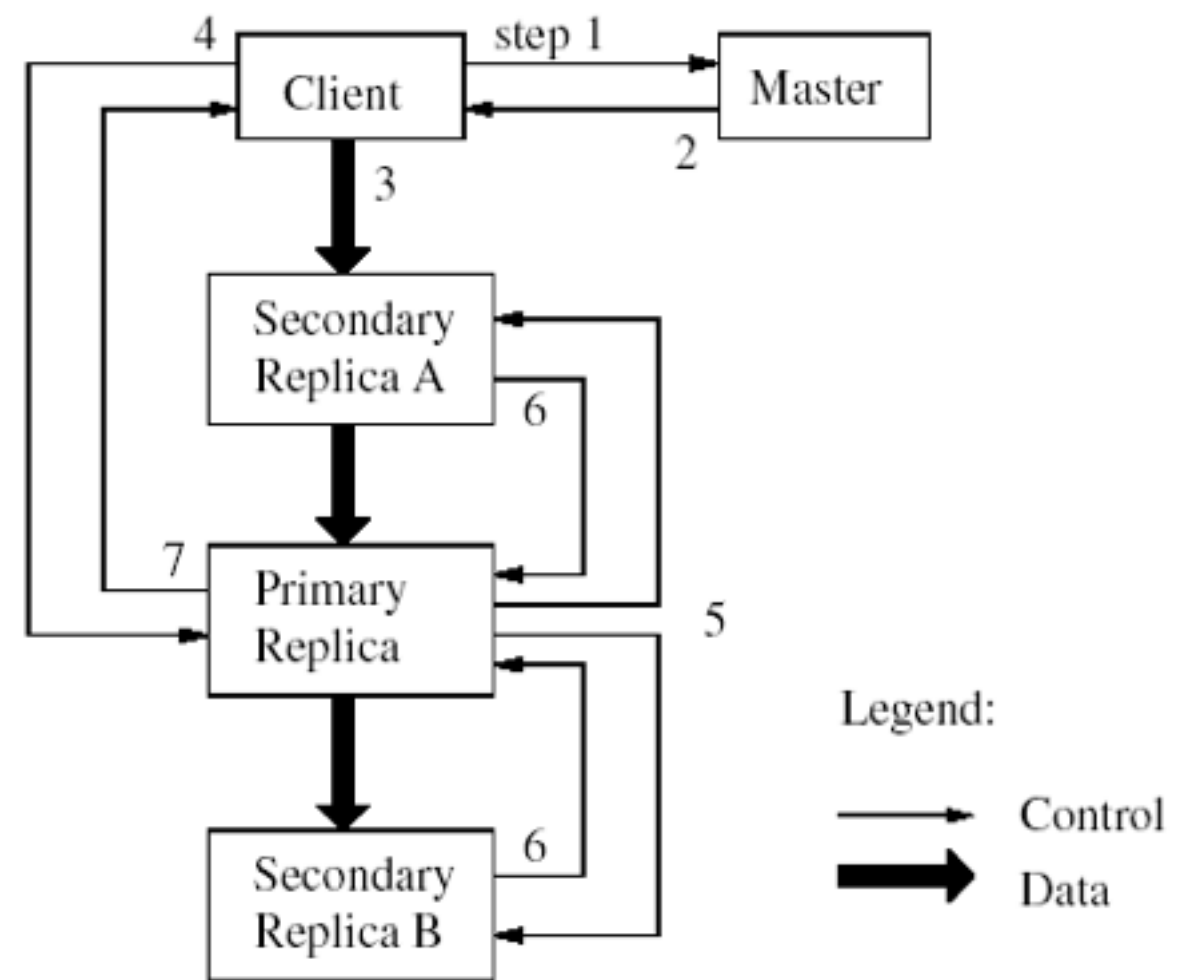 4
step 1
Client
Master
2
3
Secondary
Replica A
6
7
Primary
Replica
5
Legend:
Control
Data
6
Secondary
Replica B